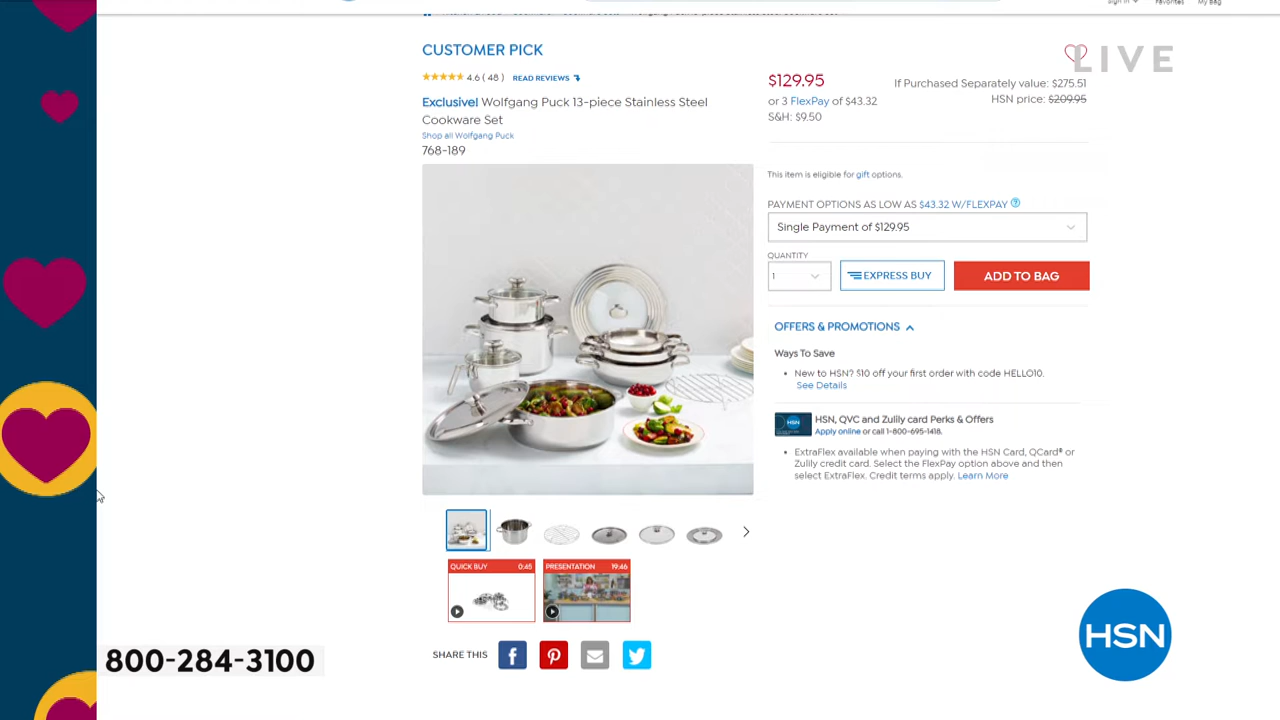 Sign In
Favorites
My Bag
LIVE
CUSTOMER PICK
4.6 ( 48 ) READ REVIEWS
Exclusive! Wolfgang Puck 13-piece Stainless Steel
Cookware Set
Shop all Wolfgang Puck
768-189
$129.95
or 3 FlexPay of $43.32
S&H: $9.50
If Purchased Separately value: $275.51
HSN price: $209.95
This item is eligible for gift options.
PAYMENT OPTIONS AS LOW AS $43.32 W/FLEXPAY ?
Single Payment of $129.95
QUANTITY
1
EXPRESS BUY
ADD TO BAG
OFFERS & PROMOTIONS
Ways To Save
• New to HSN? $10 off your first order with code HELLO10.
See Details
HSN
HSN, QVC and Zulily card Perks & Offers
Apply online or call 1-800-695-1418.
• ExtraFlex available when paying with the HSN Card, QCard® or
Zulily credit card. Select the FlexPay option above and then
select ExtraFlex. Credit terms apply. Learn More
QUICK BUY 0:45
PRESENTATION 19:46
SHARE THIS
800-284-3100
HSN